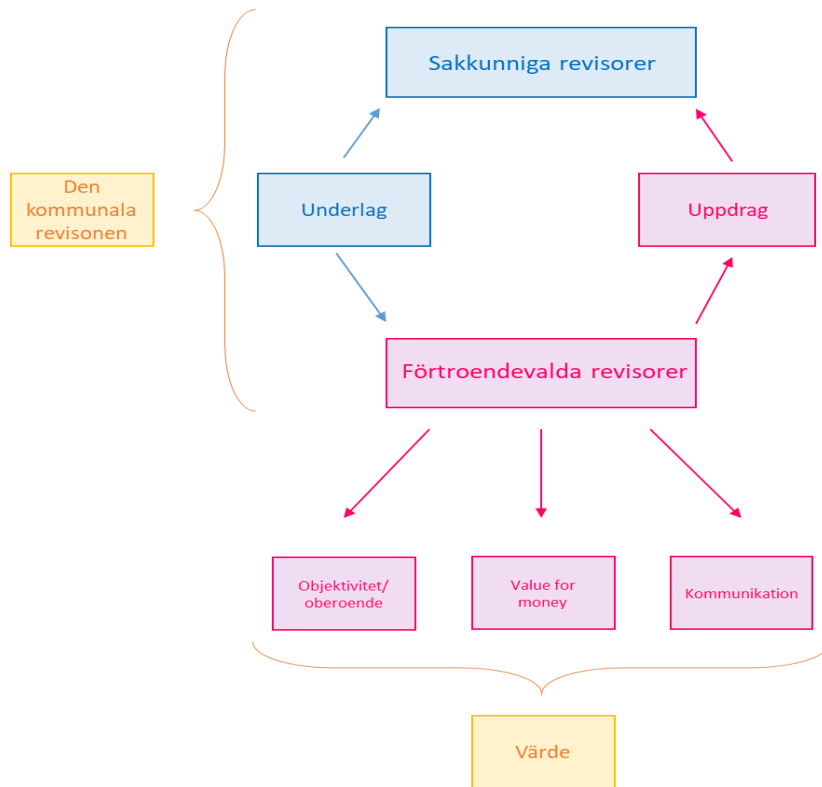 Sakkunniga revisorer
Den
kommunala
revisonen
Underlag
Uppdrag
Förtroendevalda revisorer
Objektivitet/
oberoende
Value for
money
Kommunikation
Värde